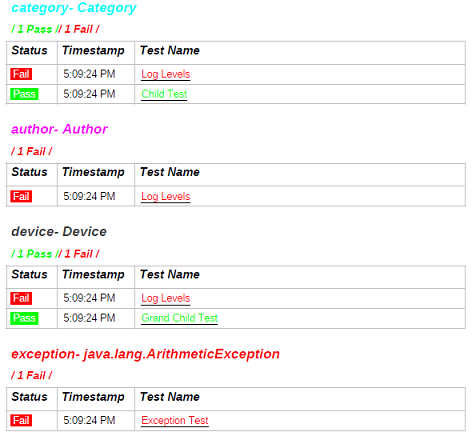 category- Category
/ 1 Pass // 1 Fail /
Status Timestamp Test Name
Fail 5:09:24 PM Log Levels
Pass 5:09:24 PM Child Test
author- Author
/ 1 Fail /
Status Timestamp Test Name
Fail 5:09:24 PM Log Levels
device- Device
/ 1 Pass // 1 Fail /
Status Timestamp Test Name
Fail 5:09:24 PM Log Levels
Pass 5:09:24 PM Grand Child Test
exception- java.lang.ArithmeticException
/ 1 Fail /
Status Timestamp Test Name
Fail 5:09:24 PM Exception Test